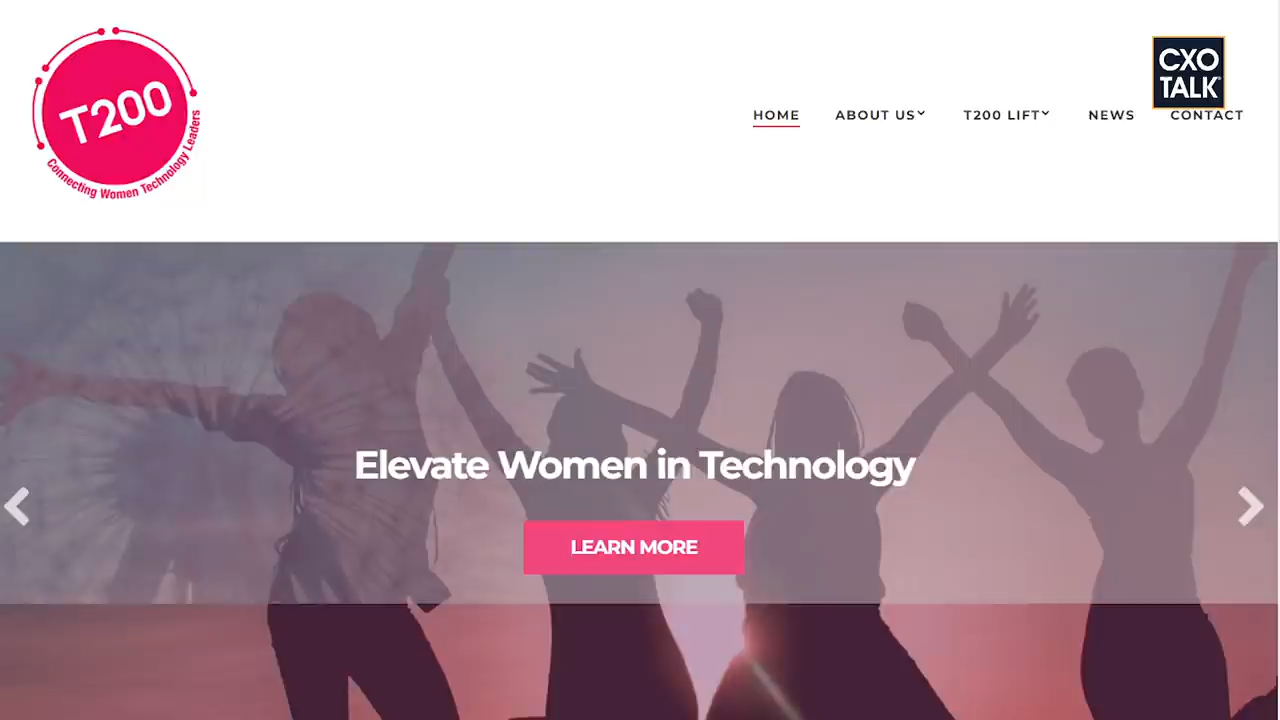 T200
Connecting Women Technology Leaders
CXO
TALK
HOME ABOUT US T200 LIFT NEWS CONTACT
Elevate Women in Technology
LEARN MORE